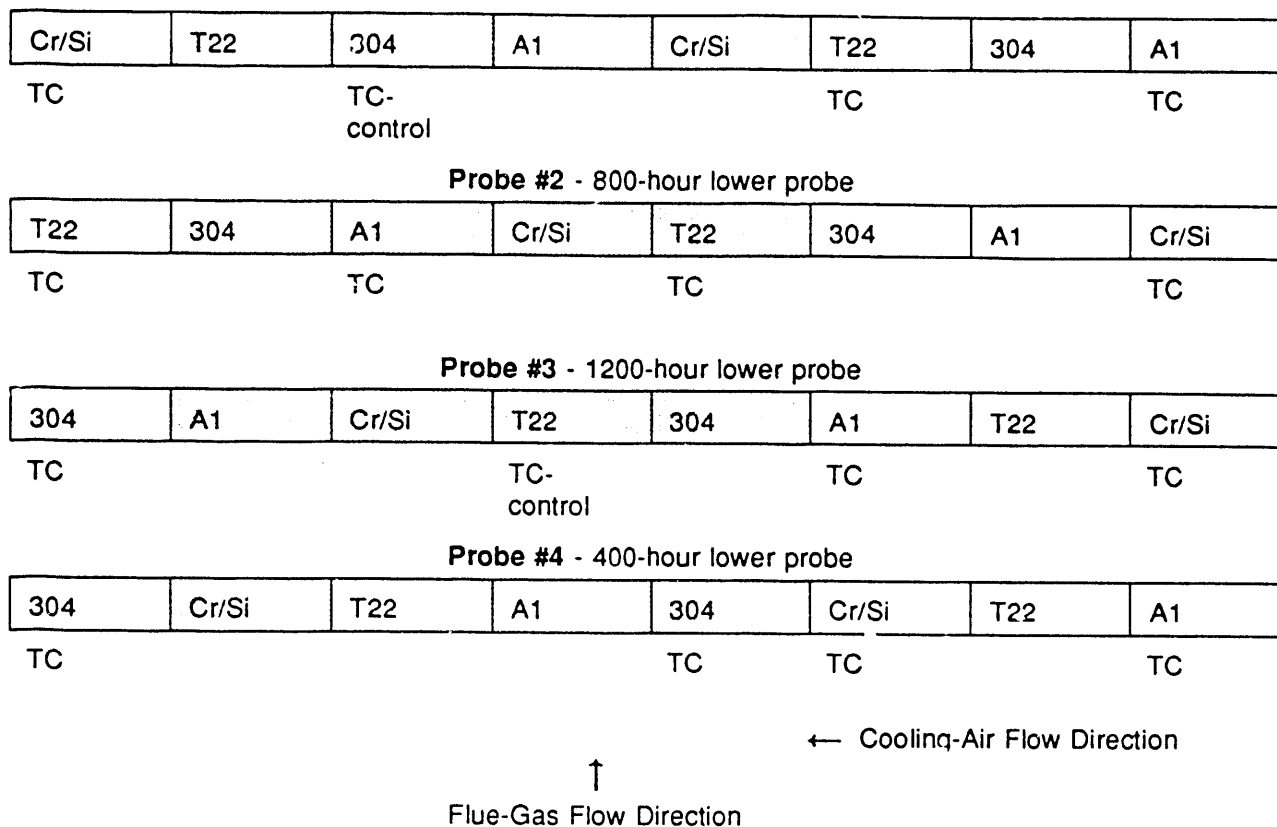 Cr/Si T22 304 A1 Cr/Si T22 304 A1
TC TC- TC TC
control
Probe #2 - 800-hour lower probe
T22 304 A1 Cr/Si T22 304 A1 Cr/Si
TC TC TC TC
Probe #3 - 1200-hour lower probe
304 A1 Cr/Si T22 304 A1 T22 Cr/Si
TC TC- TC TC
control
Probe #4 - 400-hour lower probe
304 Cr/Si T22 A1 304 Cr/Si T22 A1
TC TC TC TC
← Cooling-Air Flow Direction
↑
Flue-Gas Flow Direction